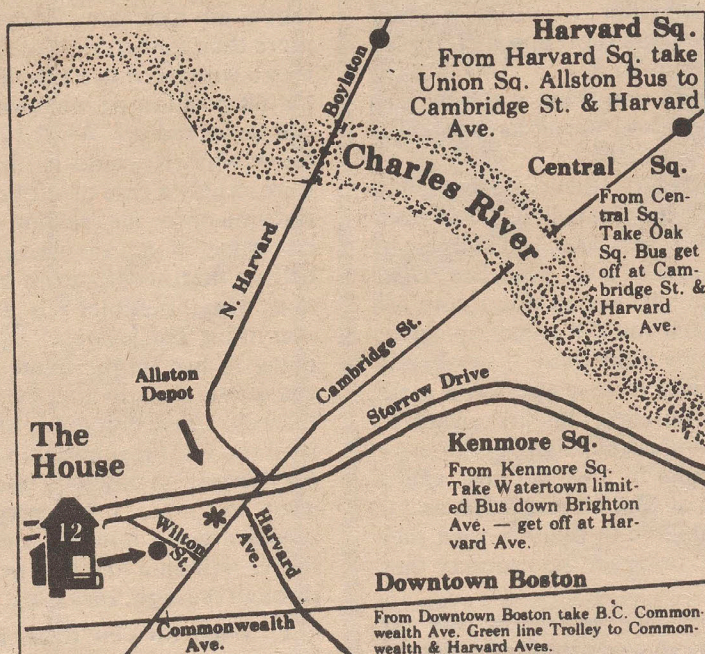 Harvard Sq.
From Harvard Sq. take
Union Sq. Allston Bus to
Cambridge St. & Harvard
Ave.
Boylston
Charles River
Central Sq.
From Cen-
tral Sq.
Take Oak
Sq. Bus get
off at Cam-
bridge St. &
Harvard
Ave.
N. Harvard
Cambridge St.
Allston
Depot
Storrow Drive
The
House
12
Kenmore Sq.
From Kenmore Sq.
Take Watertown limit-
ed Bus down Brighton
Ave. — get off at Har-
vard Ave.
*
Wilton
St.
Harvard
Ave.
Downtown Boston
From Downtown Boston take B.C. Common-
wealth Ave. Green line Trolley to Common-
wealth & Harvard Aves.
Commonwealth
Ave.